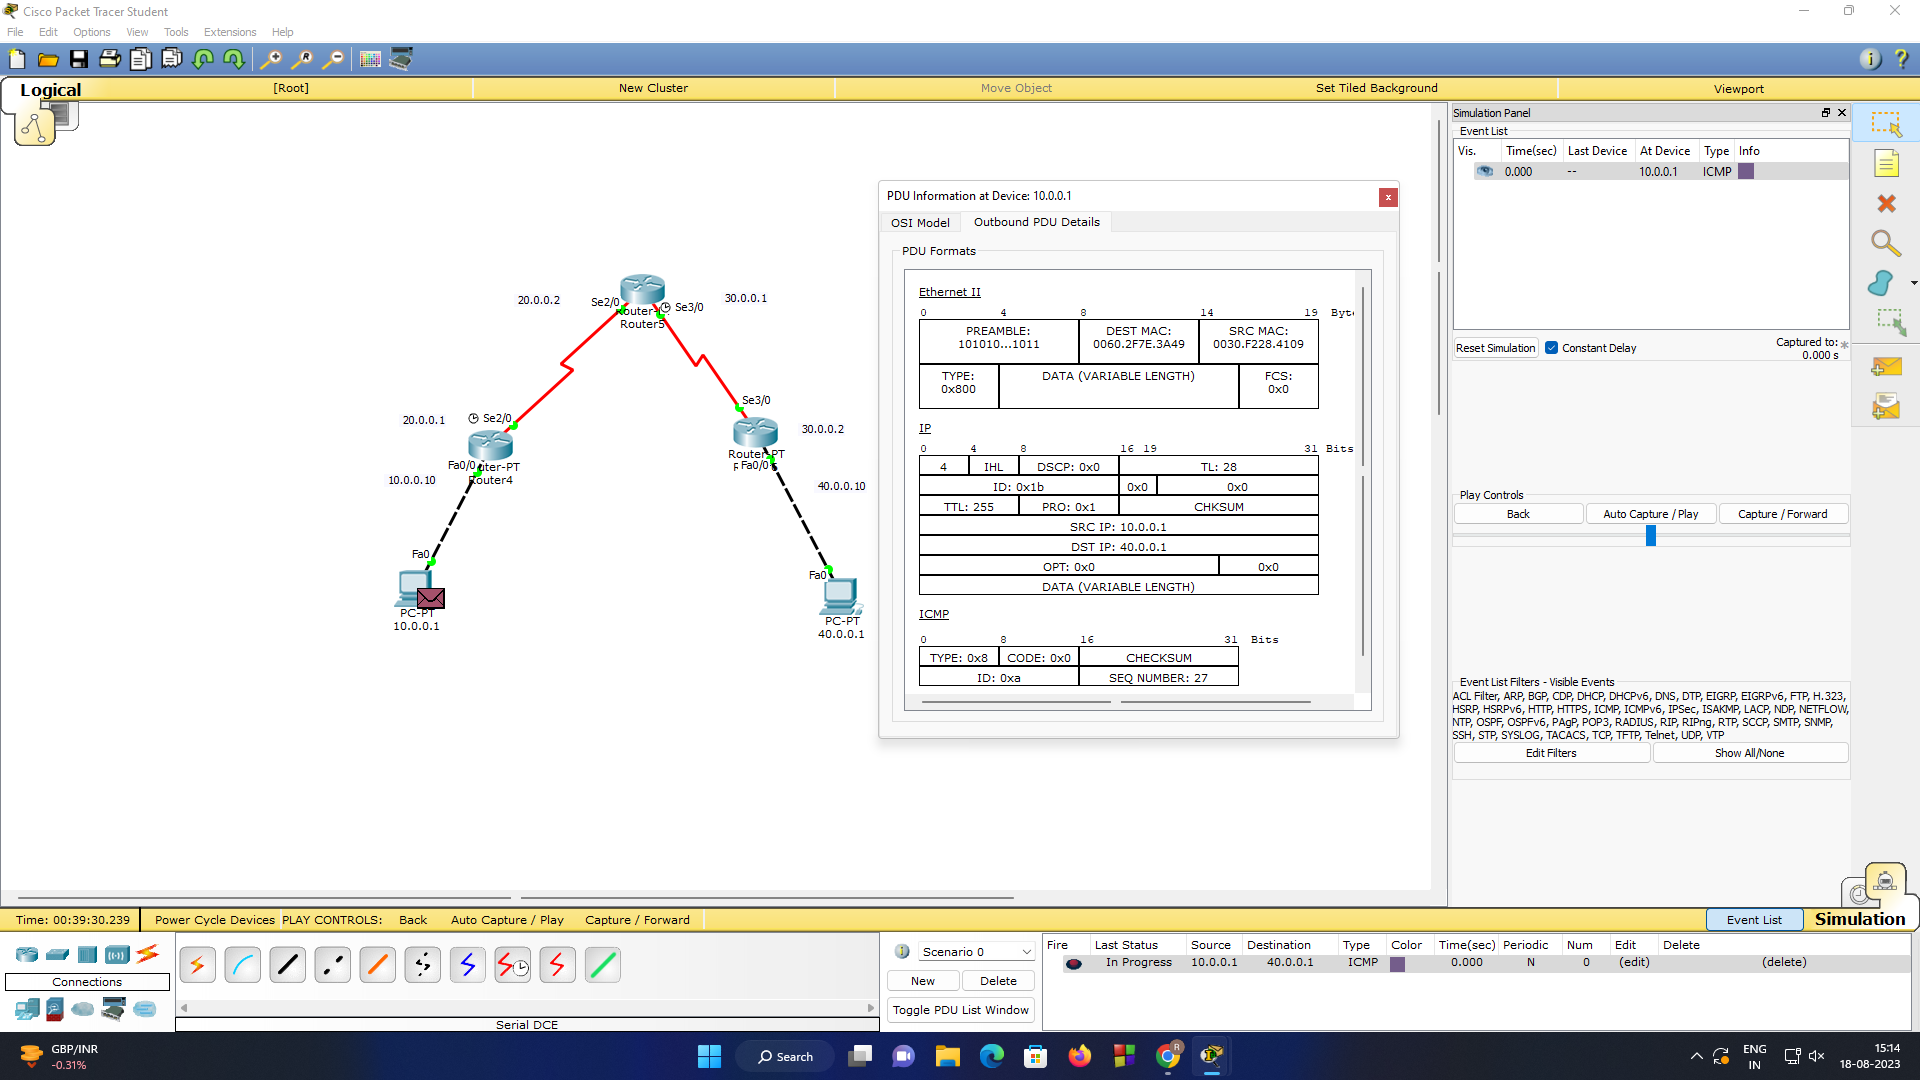 Cisco Packet Tracer Student
File Edit Options View Tools Extensions Help
Logical [Root] New Cluster Move Object Set Tiled Background Viewport
Simulation Panel
Event List
Vis. Time(sec) Last Device At Device Type Info
0.000 -- 10.0.0.1 ICMP
Reset Simulation Constant Delay Captured to: *
0.000 s
Play Controls
Back Auto Capture / Play Capture / Forward
Event List Filters - Visible Events
ACL Filter, ARP, BGP, CDP, DHCP, DHCPv6, DNS, DTP, EIGRP, EIGRPv6, FTP, H.323,
HSRP, HSRPv6, HTTP, HTTPS, ICMP, ICMPv6, IPSec, ISAKMP, LACP, NDP, NETFLOW,
NTP, OSPF, OSPFv6, PAgP, POP3, RADIUS, RIP, RIPng, RTP, SCCP, SMTP, SNMP,
SSH, STP, SYSLOG, TACACS, TCP, TFTP, Telnet, UDP, VTP
Edit Filters Show All/None
20.0.0.2 Se2/0 Se3/0 30.0.0.1
Router5
20.0.0.1 Se2/0
Fa0/0
Router4
10.0.0.10
Se3/0
30.0.0.2
Router-PT
Fa0/0
40.0.0.10
Fa0
PC-PT
10.0.0.1
Fa0
PC-PT
40.0.0.1
PDU Information at Device: 10.0.0.1
OSI Model Outbound PDU Details
PDU Formats
Ethernet II
0 4 8 14 19
PREAMBLE: DEST MAC: SRC MAC:
101010...1011 0060.2F7E.3A49 0030.F228.4109
TYPE: DATA (VARIABLE LENGTH) FCS:
0x800 0x0
IP
0 4 8 16 19 31 Bits
4 IHL DSCP: 0x0 TL: 28
ID: 0x1b 0x0 0x0
TTL: 255 PRO: 0x1 CHKSUM
SRC IP: 10.0.0.1
DST IP: 40.0.0.1
OPT: 0x0 0x0
DATA (VARIABLE LENGTH)
ICMP
0 8 16 31 Bits
TYPE: 0x8 CODE: 0x0 CHECKSUM
ID: 0xa SEQ NUMBER: 27
Time: 00:39:30.239 Power Cycle Devices PLAY CONTROLS: Back Auto Capture / Play Capture / Forward Event List Simulation
Connections
Serial DCE
Scenario 0
New Delete
Toggle PDU List Window
Fire Last Status Source Destination Type Color Time(sec) Periodic Num Edit Delete
In Progress 10.0.0.1 40.0.0.1 ICMP 0.000 N 0 (edit) (delete)
GBP/INR
-0.31%
Search
ENG
IN
15:14
18-08-2023